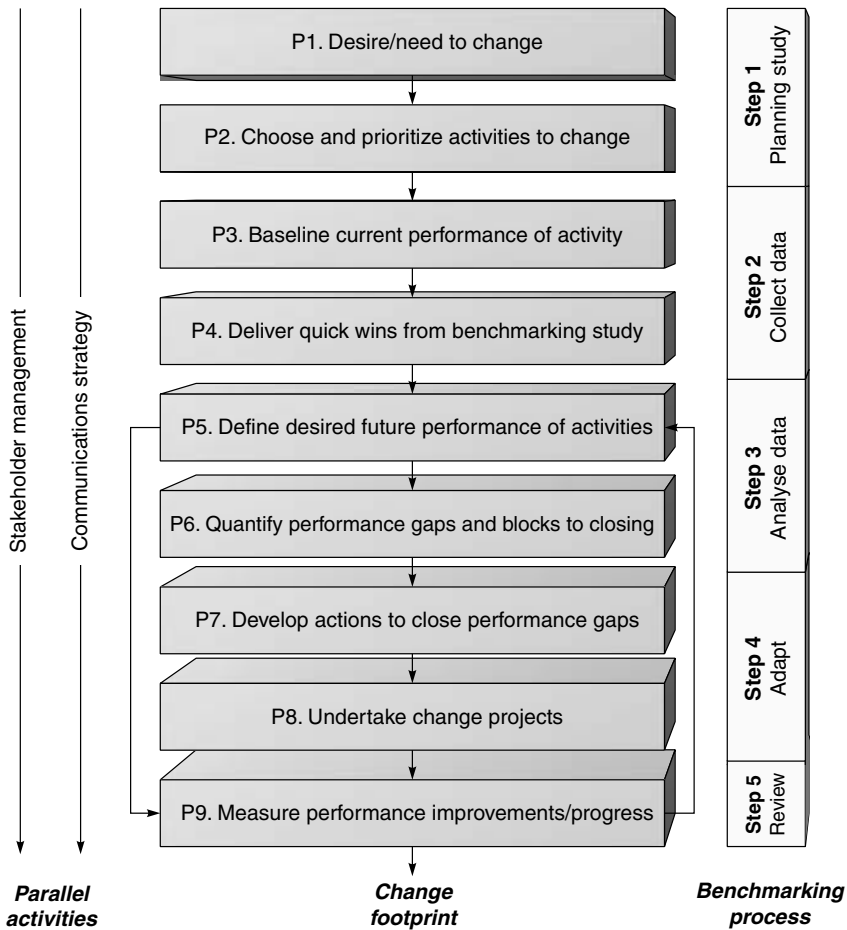 P1. Desire/need to change
P2. Choose and prioritize activities to change
P3. Baseline current performance of activity
P4. Deliver quick wins from benchmarking study
P5. Define desired future performance of activities
P6. Quantify performance gaps and blocks to closing
P7. Develop actions to close performance gaps
P8. Undertake change projects
P9. Measure performance improvements/progress
Stakeholder management
Communications strategy
Step 1
Planning study
Step 2
Collect data
Step 3
Analyse data
Step 4
Adapt
Step 5
Review
Parallel
activities
Change
footprint
Benchmarking
process